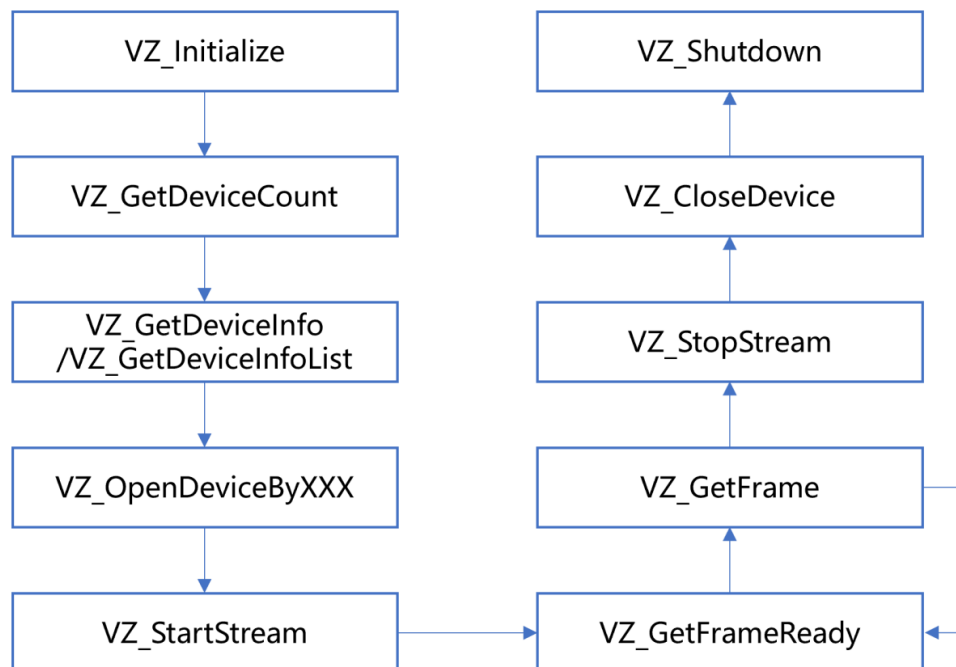 VZ_Initialize
VZ_GetDeviceCount
VZ_GetDeviceInfo
/VZ_GetDeviceInfoList
VZ_OpenDeviceByXXX
VZ_StartStream
VZ_GetFrameReady
VZ_GetFrame
VZ_StopStream
VZ_CloseDevice
VZ_Shutdown